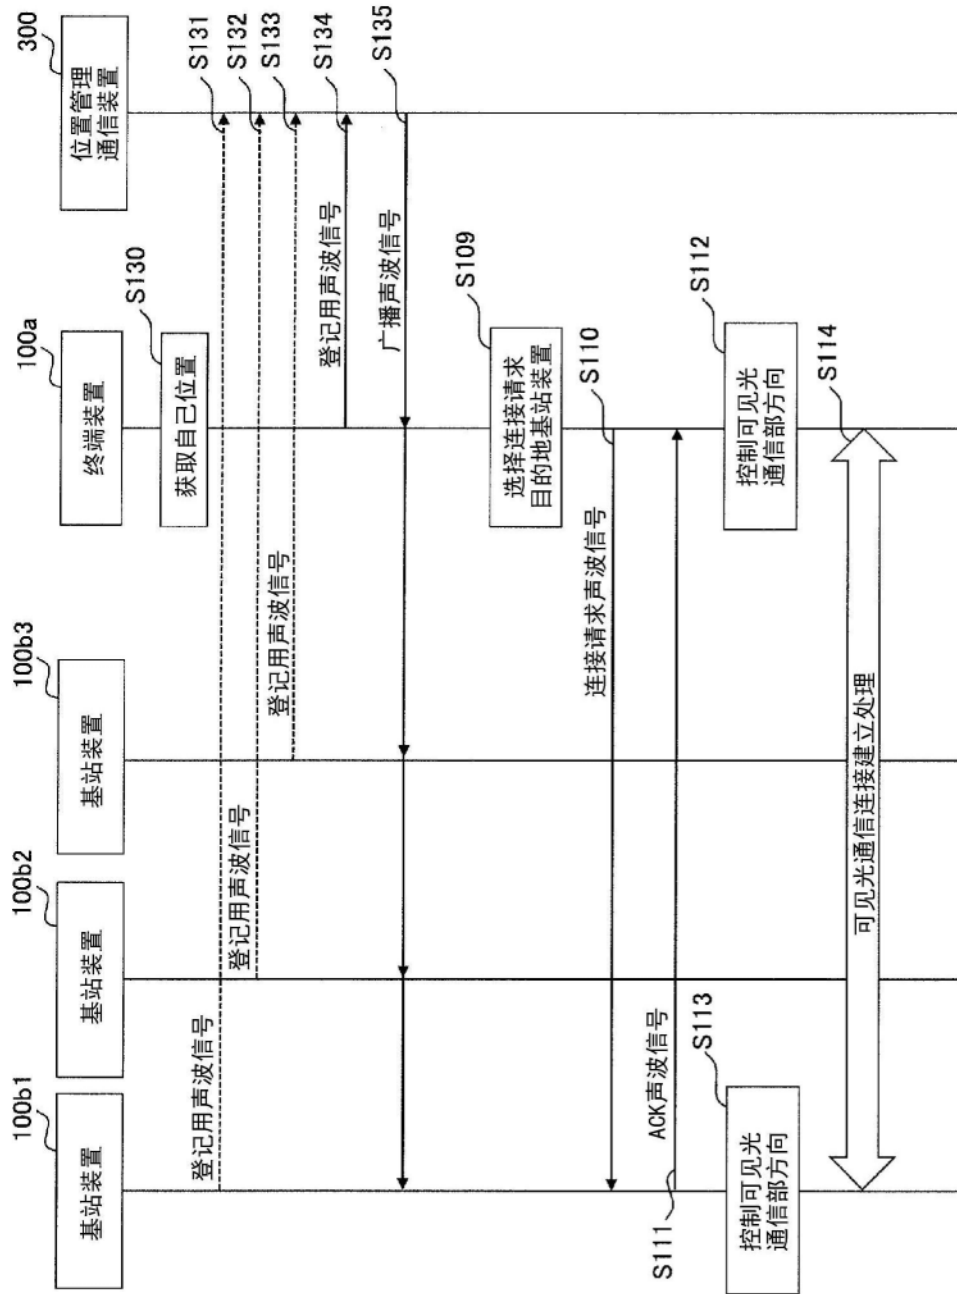 100b1
基站装置
100b2
基站装置
100b3
基站装置
100a
终端装置
300
位置管理
通信装置
获取自己位置
S130
登记用声波信号
S131
登记用声波信号
S132
登记用声波信号
S133
登记用声波信号
S134
广播声波信号
S135
选择连接请求
目的地基站装置
S109
连接请求声波信号
S110
S111
ACK声波信号
控制可见光
通信部方向
S113
控制可见光
通信部方向
S112
可见光通信连接建立处理
S114